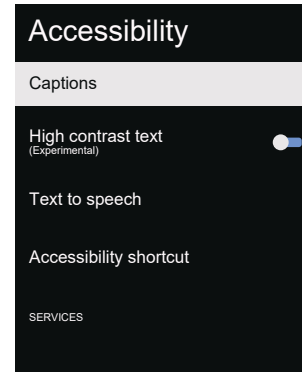 Accessibility
Captions
High contrast text
(Experimental)
Text to speech
Accessibility shortcut
SERVICES